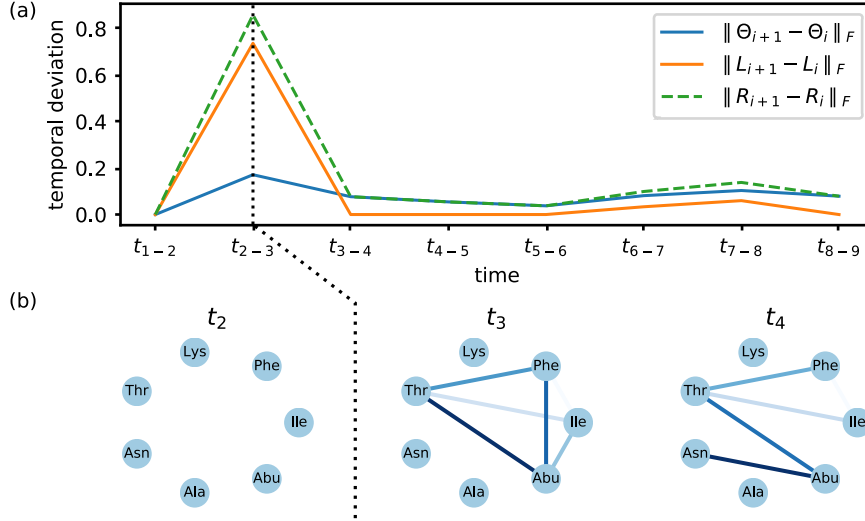 (a)
temporal deviation
0.8
0.6
0.4
0.2
0.0
‖ Θ_{i+1} − Θ_i ‖_F
‖ L_{i+1} − L_i ‖_F
‖ R_{i+1} − R_i ‖_F
t_{1−2} t_{2−3} t_{3−4} t_{4−5} t_{5−6} t_{6−7} t_{7−8} t_{8−9}
time
(b)
t_2 t_3 t_4
Lys Phe Thr Ile Asn Abu Ala
Lys Phe Thr Ile Asn Abu Ala
Lys Phe Thr Ile Asn Abu Ala